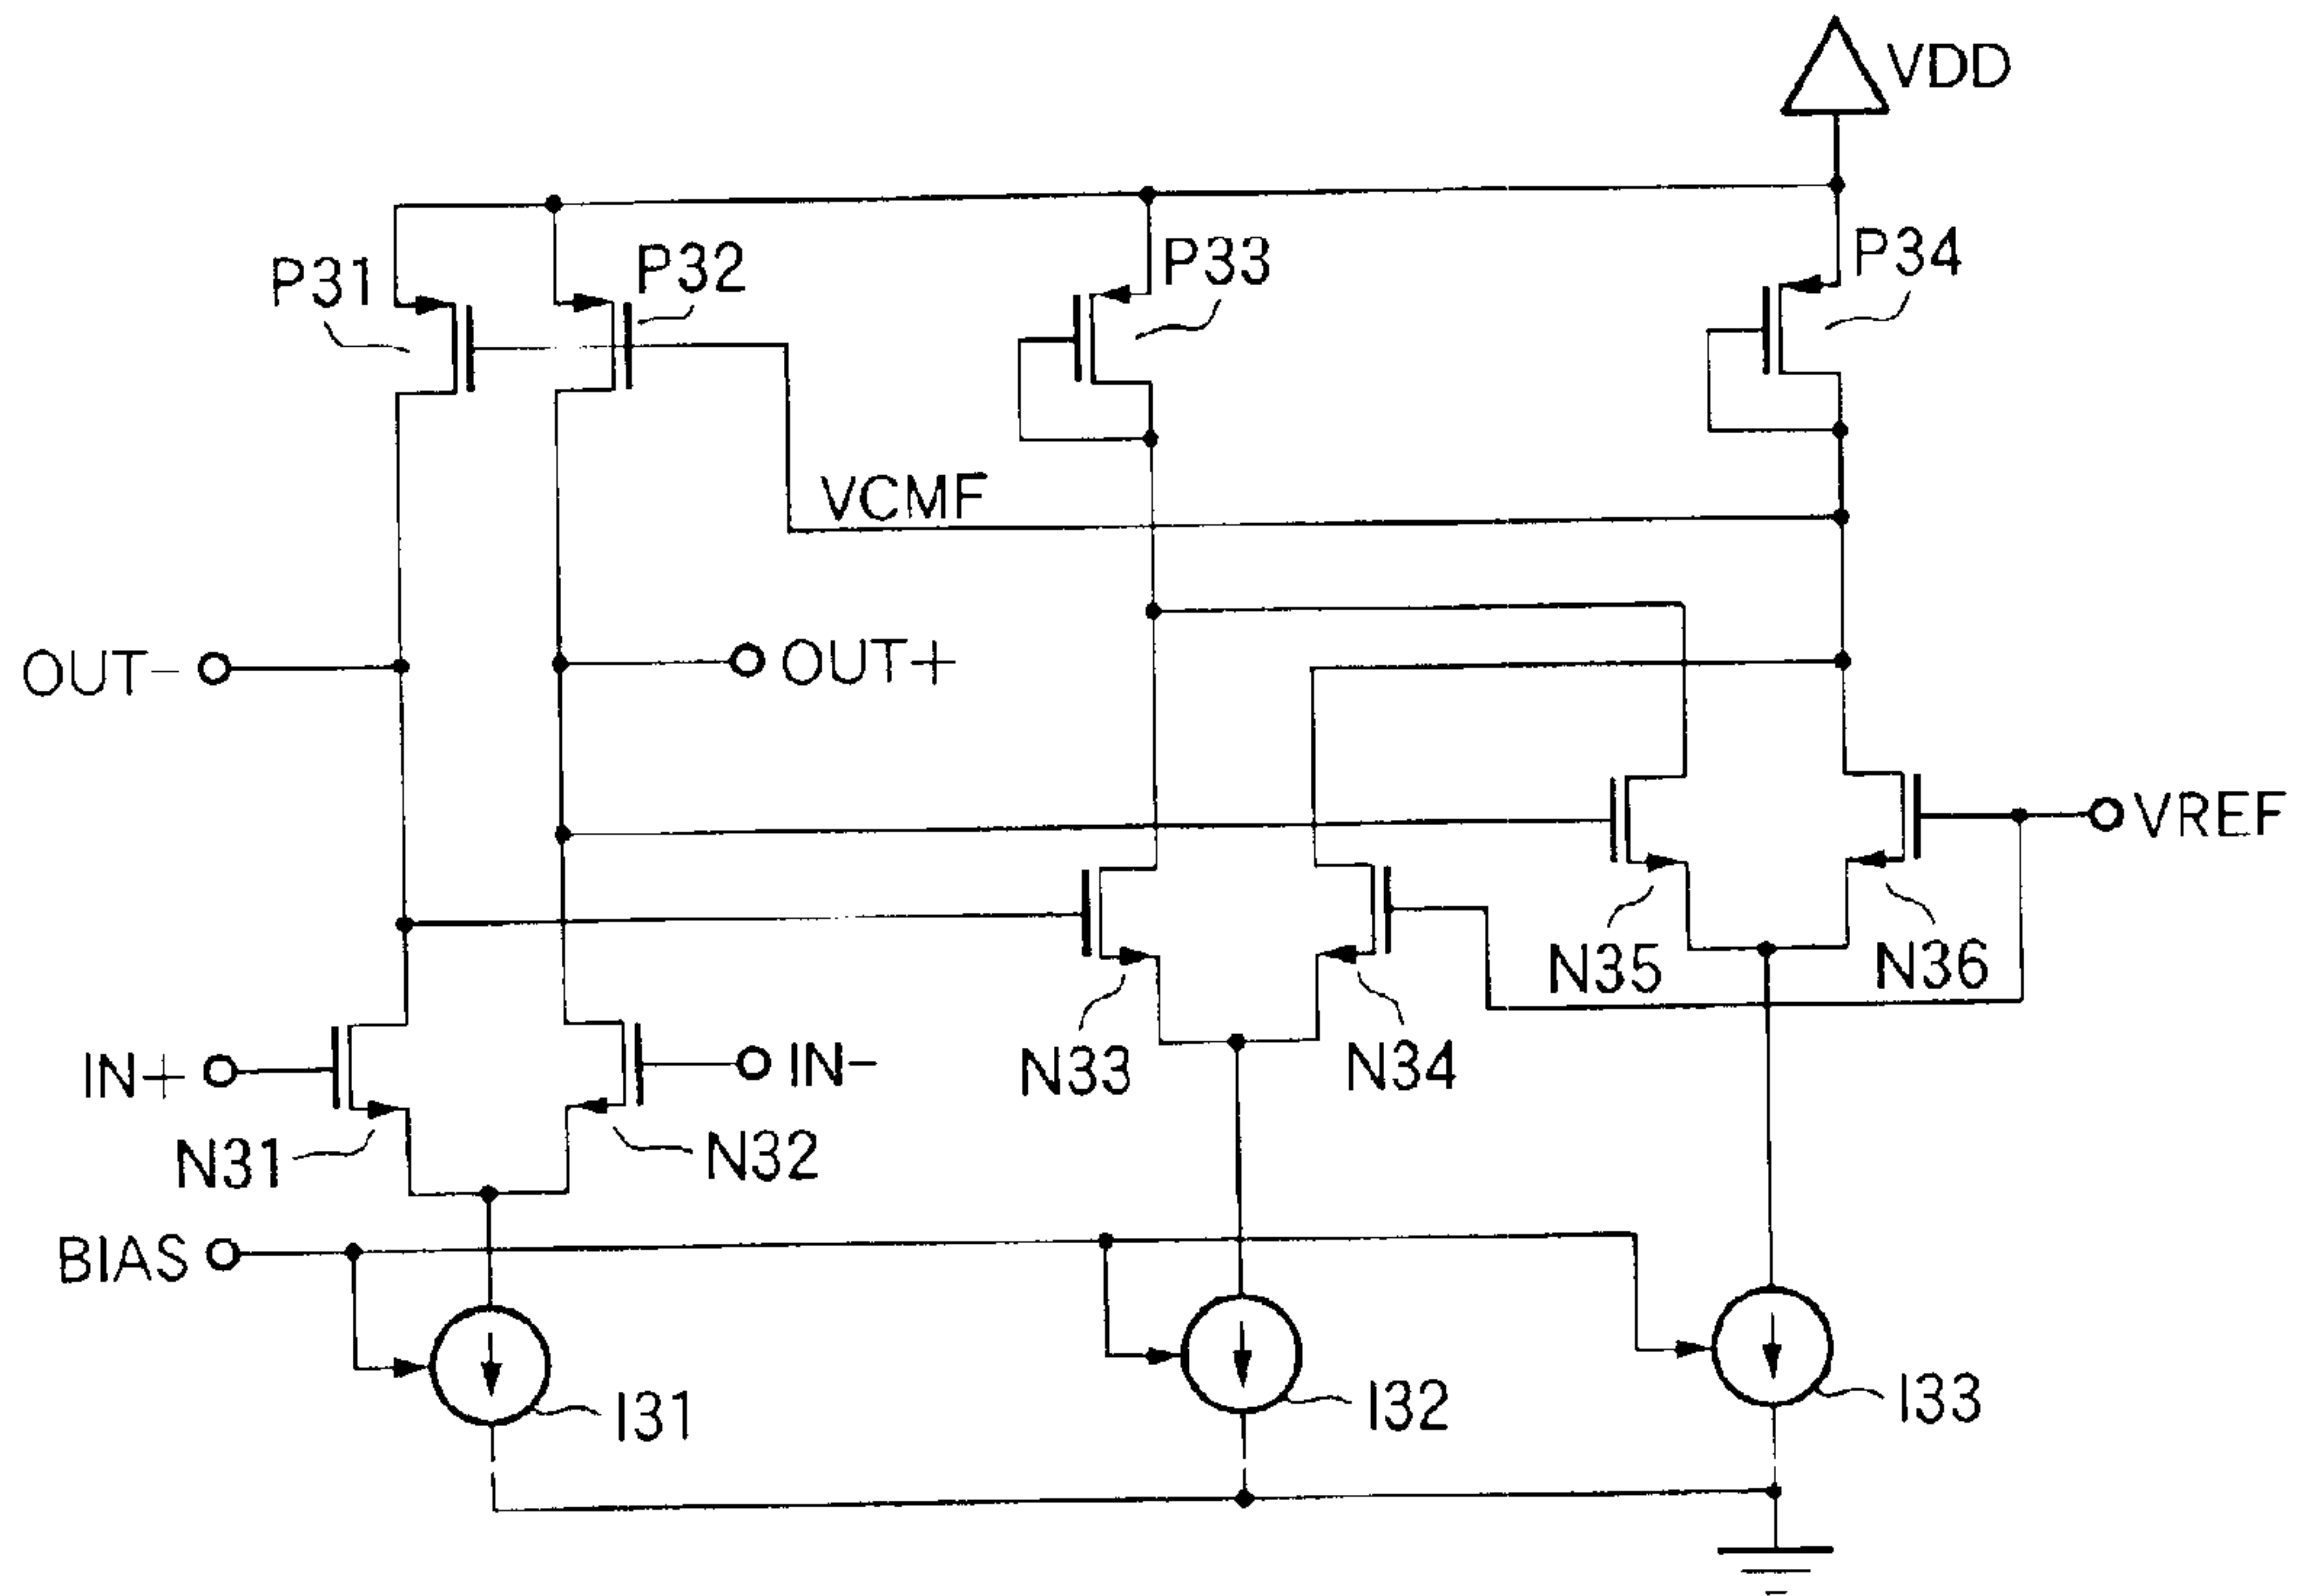 VDD
P31
P32
P33
P34
VCMF
OUT-
OUT+
VREF
N35
N36
IN+
IN-
N33
N34
N31
N32
BIAS
I31
I32
I33